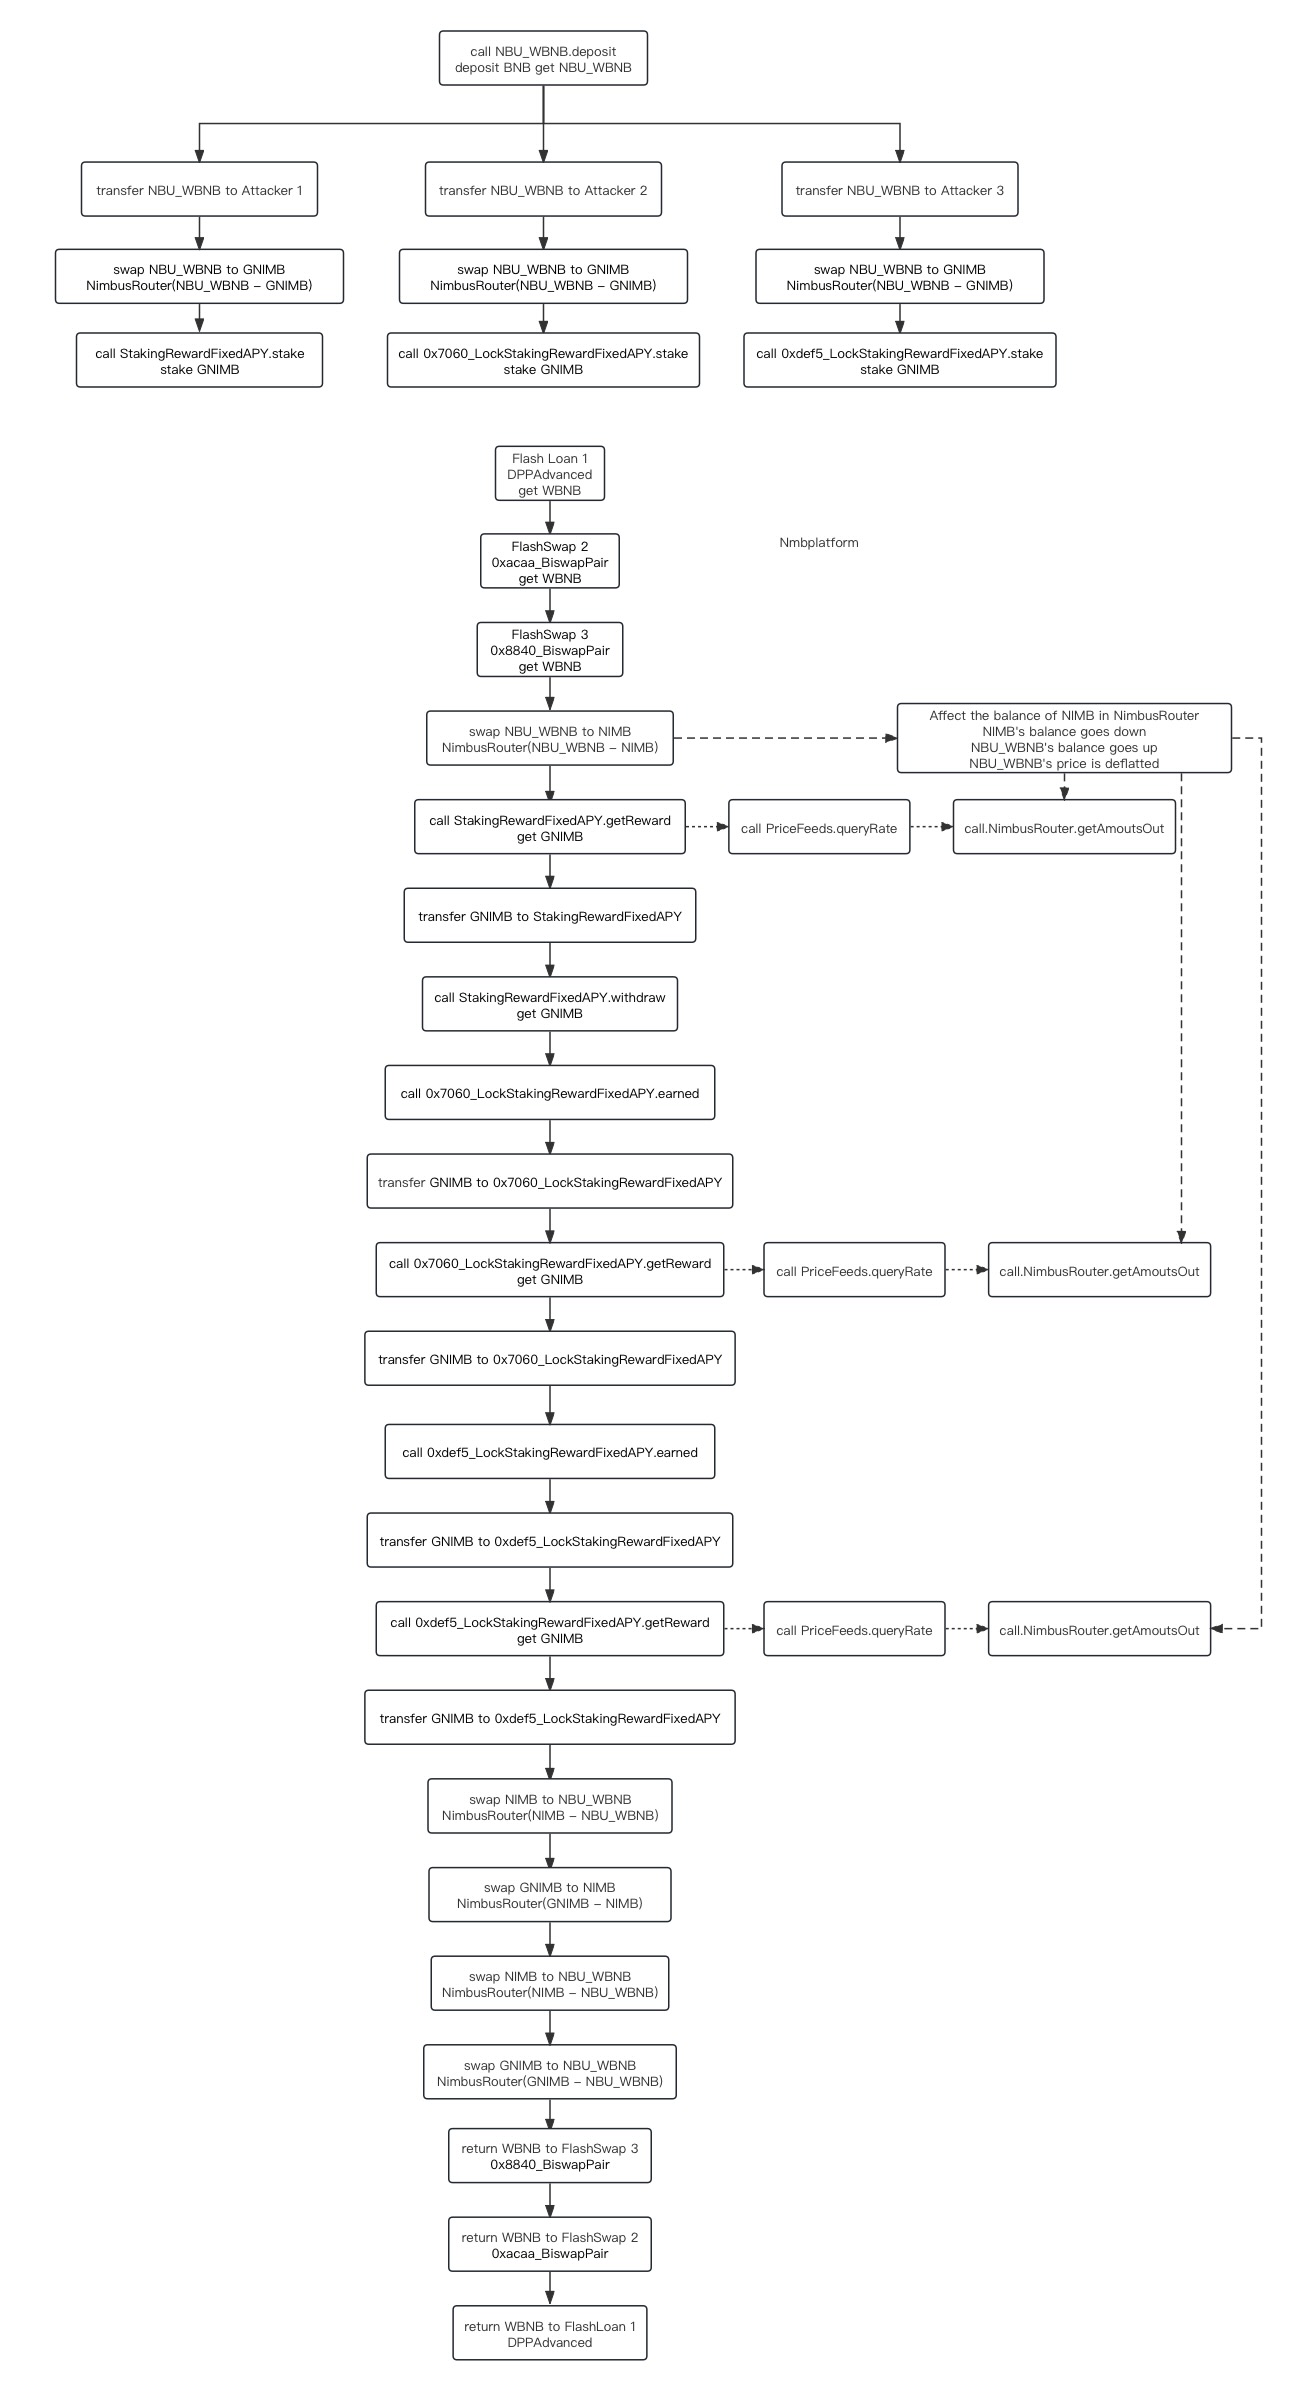 call NBU_WBNB.deposit
deposit BNB get NBU_WBNB
transfer NBU_WBNB to Attacker 1
transfer NBU_WBNB to Attacker 2
transfer NBU_WBNB to Attacker 3
swap NBU_WBNB to GNIMB
NimbusRouter(NBU_WBNB – GNIMB)
swap NBU_WBNB to GNIMB
NimbusRouter(NBU_WBNB – GNIMB)
swap NBU_WBNB to GNIMB
NimbusRouter(NBU_WBNB – GNIMB)
call StakingRewardFixedAPY.stake
stake GNIMB
call 0x7060_LockStakingRewardFixedAPY.stake
stake GNIMB
call 0xdef5_LockStakingRewardFixedAPY.stake
stake GNIMB
Flash Loan 1
DPPAdvanced
get WBNB
FlashSwap 2
0xacaa_BiswapPair
get WBNB
Nmbplatform
FlashSwap 3
0x8840_BiswapPair
get WBNB
swap NBU_WBNB to NIMB
NimbusRouter(NBU_WBNB – NIMB)
Affect the balance of NIMB in NimbusRouter
NIMB's balance goes down
NBU_WBNB's balance goes up
NBU_WBNB's price is deflatted
call StakingRewardFixedAPY.getReward
get GNIMB
call PriceFeeds.queryRate
call.NimbusRouter.getAmoutsOut
transfer GNIMB to StakingRewardFixedAPY
call StakingRewardFixedAPY.withdraw
get GNIMB
call 0x7060_LockStakingRewardFixedAPY.earned
transfer GNIMB to 0x7060_LockStakingRewardFixedAPY
call 0x7060_LockStakingRewardFixedAPY.getReward
get GNIMB
call PriceFeeds.queryRate
call.NimbusRouter.getAmoutsOut
transfer GNIMB to 0x7060_LockStakingRewardFixedAPY
call 0xdef5_LockStakingRewardFixedAPY.earned
transfer GNIMB to 0xdef5_LockStakingRewardFixedAPY
call 0xdef5_LockStakingRewardFixedAPY.getReward
get GNIMB
call PriceFeeds.queryRate
call.NimbusRouter.getAmoutsOut
transfer GNIMB to 0xdef5_LockStakingRewardFixedAPY
swap NIMB to NBU_WBNB
NimbusRouter(NIMB – NBU_WBNB)
swap GNIMB to NIMB
NimbusRouter(GNIMB – NIMB)
swap NIMB to NBU_WBNB
NimbusRouter(NIMB – NBU_WBNB)
swap GNIMB to NBU_WBNB
NimbusRouter(GNIMB – NBU_WBNB)
return WBNB to FlashSwap 3
0x8840_BiswapPair
return WBNB to FlashSwap 2
0xacaa_BiswapPair
return WBNB to FlashLoan 1
DPPAdvanced